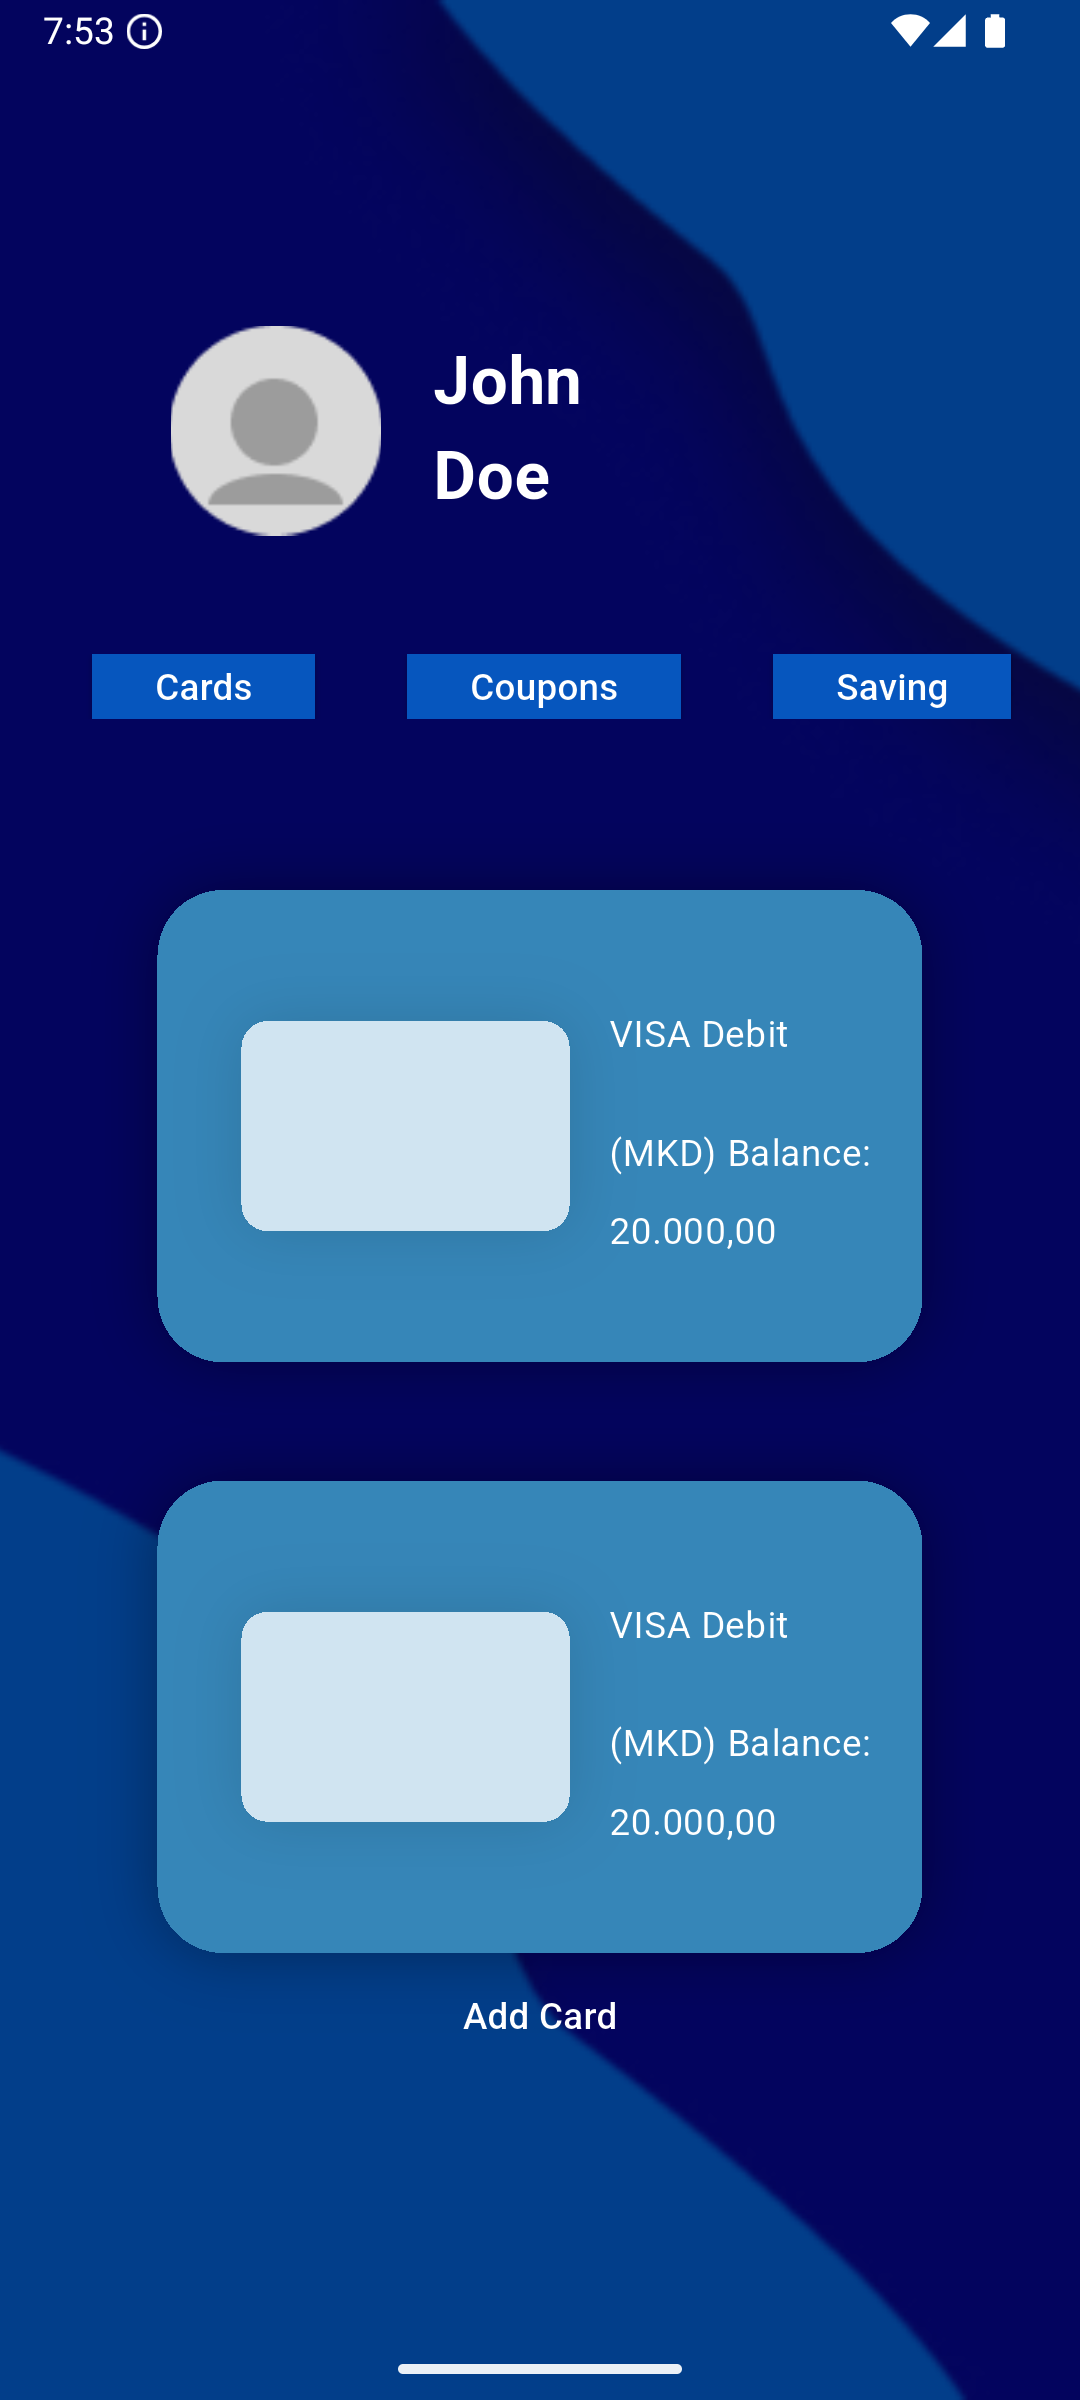 7:53
John
Doe
Cards
Coupons
Saving
VISA Debit
(MKD) Balance:
20.000,00
VISA Debit
(MKD) Balance:
20.000,00
Add Card